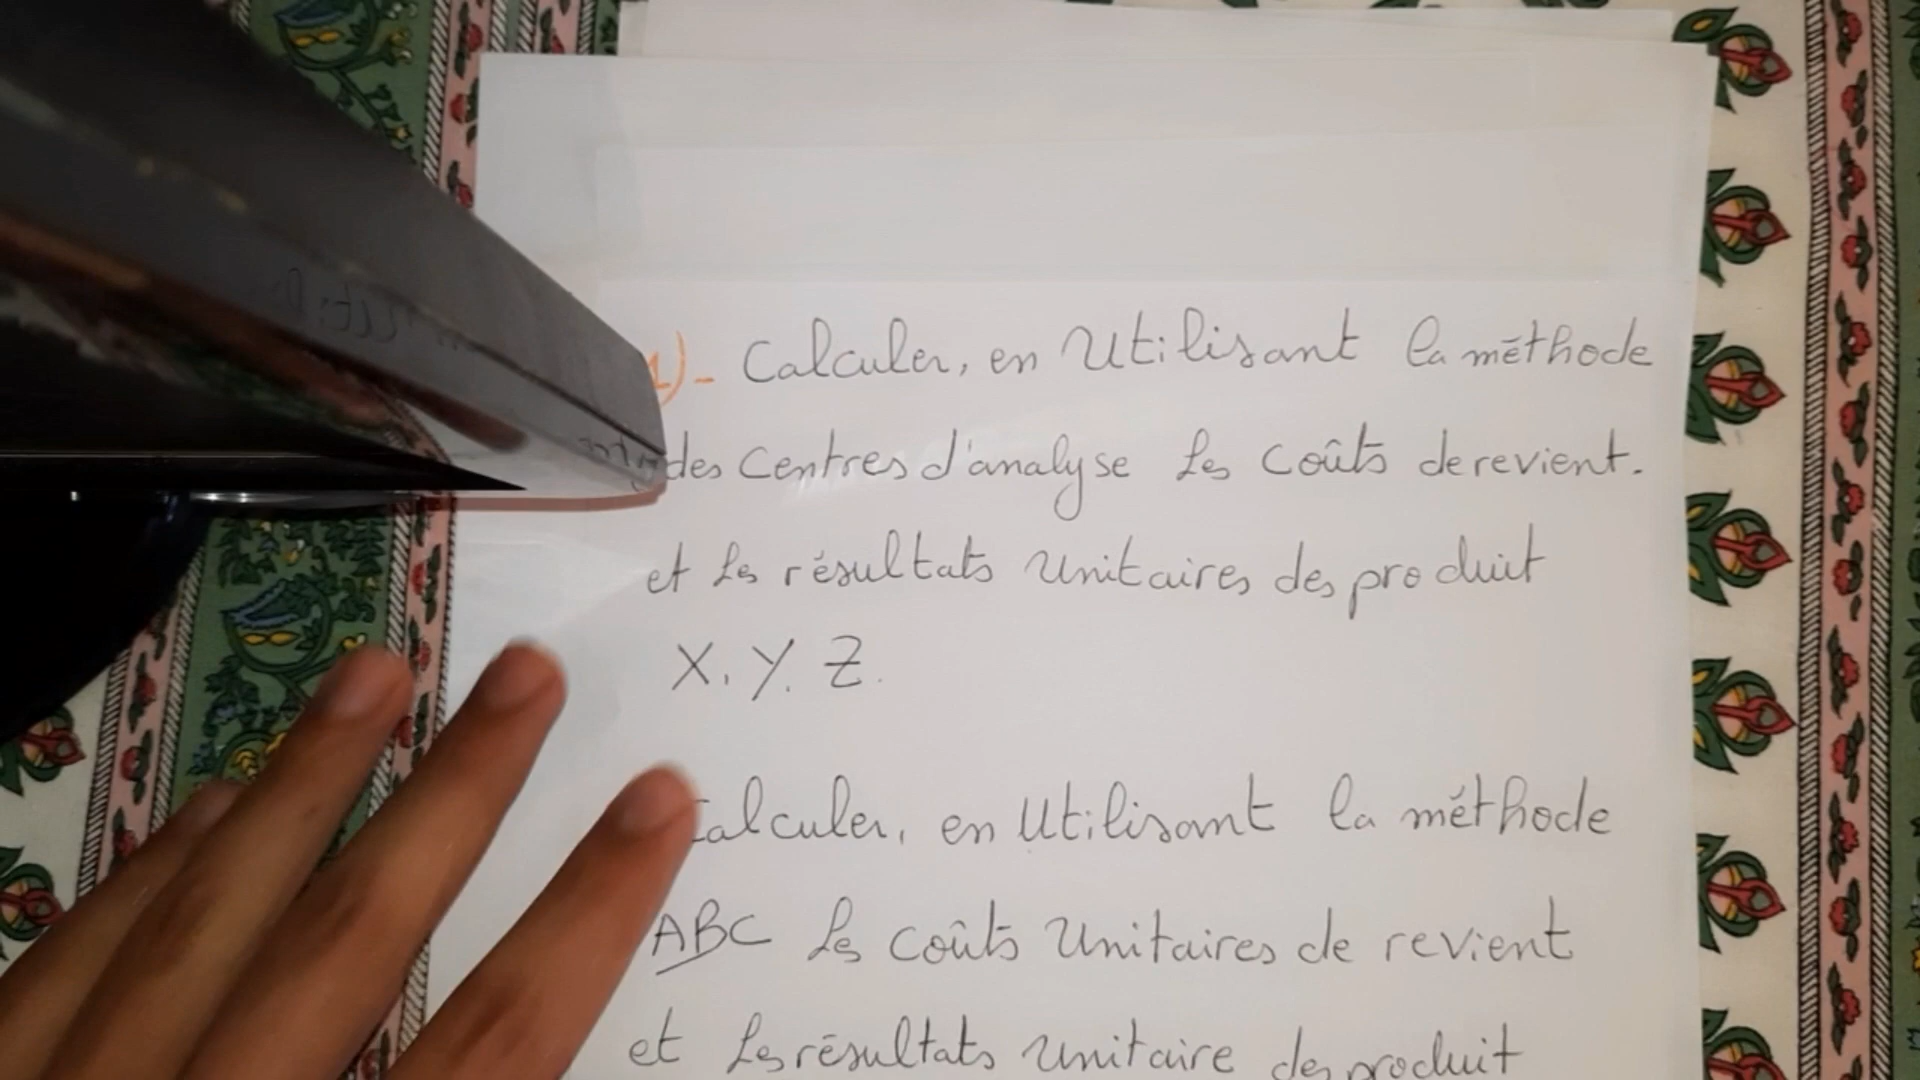 1)- Calculer, en Utilisant la méthode
des Centres d'analyse les coûts de revient.
et les résultats Unitaires des produit
X. Y. Z.
Calculer, en Utilisant la méthode
ABC les coûts Unitaires de revient
et les résultats Unitaire des produit